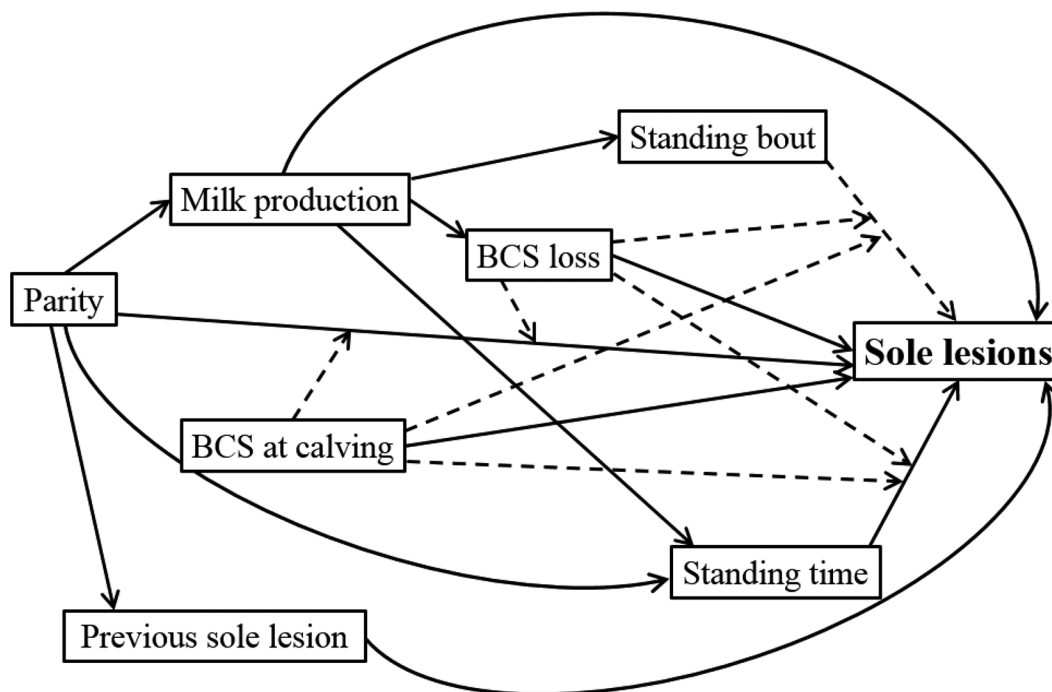 Standing bout
Milk production
BCS loss
Parity
Sole lesions
BCS at calving
Standing time
Previous sole lesion